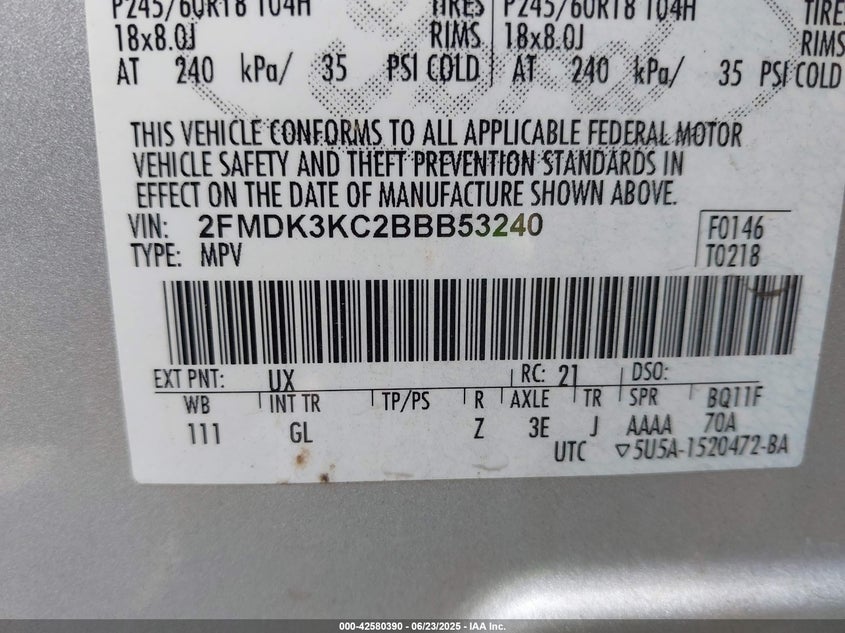 P245/60R18 104H TIRES P245/60R18 104H TIRES
18x8.0J RIMS 18x8.0J RIMS
AT 240 kPa/ 35 PSI COLD AT 240 kPa/ 35 PSI COLD
THIS VEHICLE CONFORMS TO ALL APPLICABLE FEDERAL MOTOR
VEHICLE SAFETY AND THEFT PREVENTION STANDARDS IN
EFFECT ON THE DATE OF MANUFACTURE SHOWN ABOVE.
VIN: 2FMDK3KC2BBB53240 F0146
TYPE: MPV T0218
EXT PNT: UX RC: 21 DSO:
WB INT TR TP/PS R AXLE TR SPR BQ11F
111 GL Z 3E J AAAA 70A
UTC ▽5U5A-1520472-BA
000-42580390 - 06/23/2025 - IAA Inc.